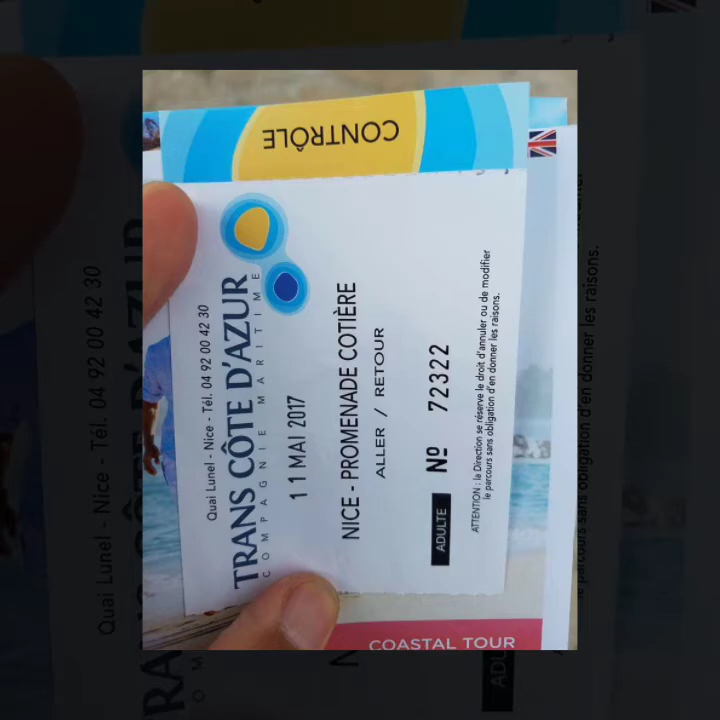 CONTRÔLE
Quai Lunel - Nice - Tél. 04 92 00 42 30
TRANS CÔTE D'AZUR
COMPAGNIE MARITIME
11 MAI 2017
NICE - PROMENADE COTIÈRE
ALLER / RETOUR
ADULTE Nº 72322
ATTENTION : la Direction se réserve le droit d'annuler ou de modifier
le parcours sans obligation d'en donner les raisons.
COASTAL TOUR